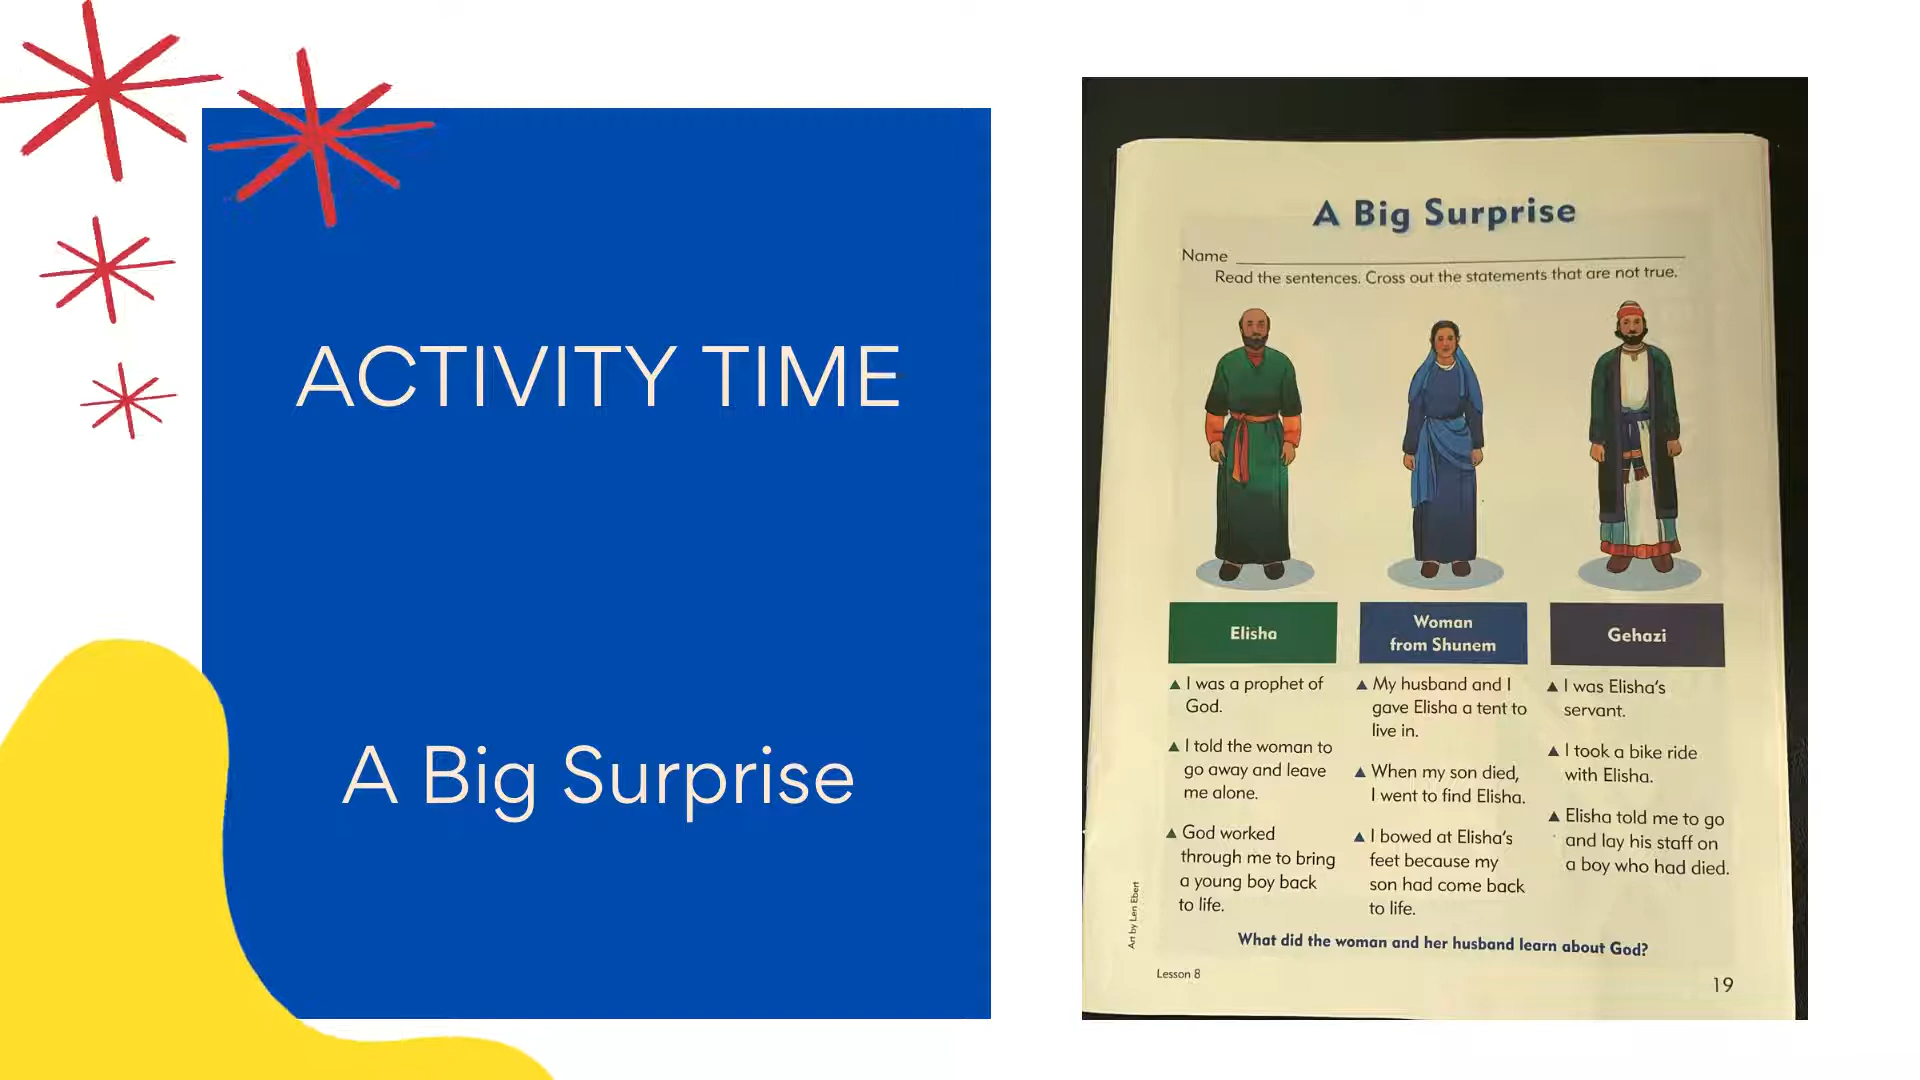 ACTIVITY TIME
A Big Surprise
A Big Surprise
Name
Read the sentences. Cross out the statements that are not true.
Elisha
▲ I was a prophet of
God.
▲ I told the woman to
go away and leave
me alone.
▲ God worked
through me to bring
a young boy back
to life.
Woman
from Shunem
▲ My husband and I
gave Elisha a tent to
live in.
▲ When my son died,
I went to find Elisha.
▲ I bowed at Elisha's
feet because my
son had come back
to life.
Gehazi
▲ I was Elisha's
servant.
▲ I took a bike ride
with Elisha.
▲ Elisha told me to go
and lay his staff on
a boy who had died.
What did the woman and her husband learn about God?
Art by Len Ebert
Lesson 8
19